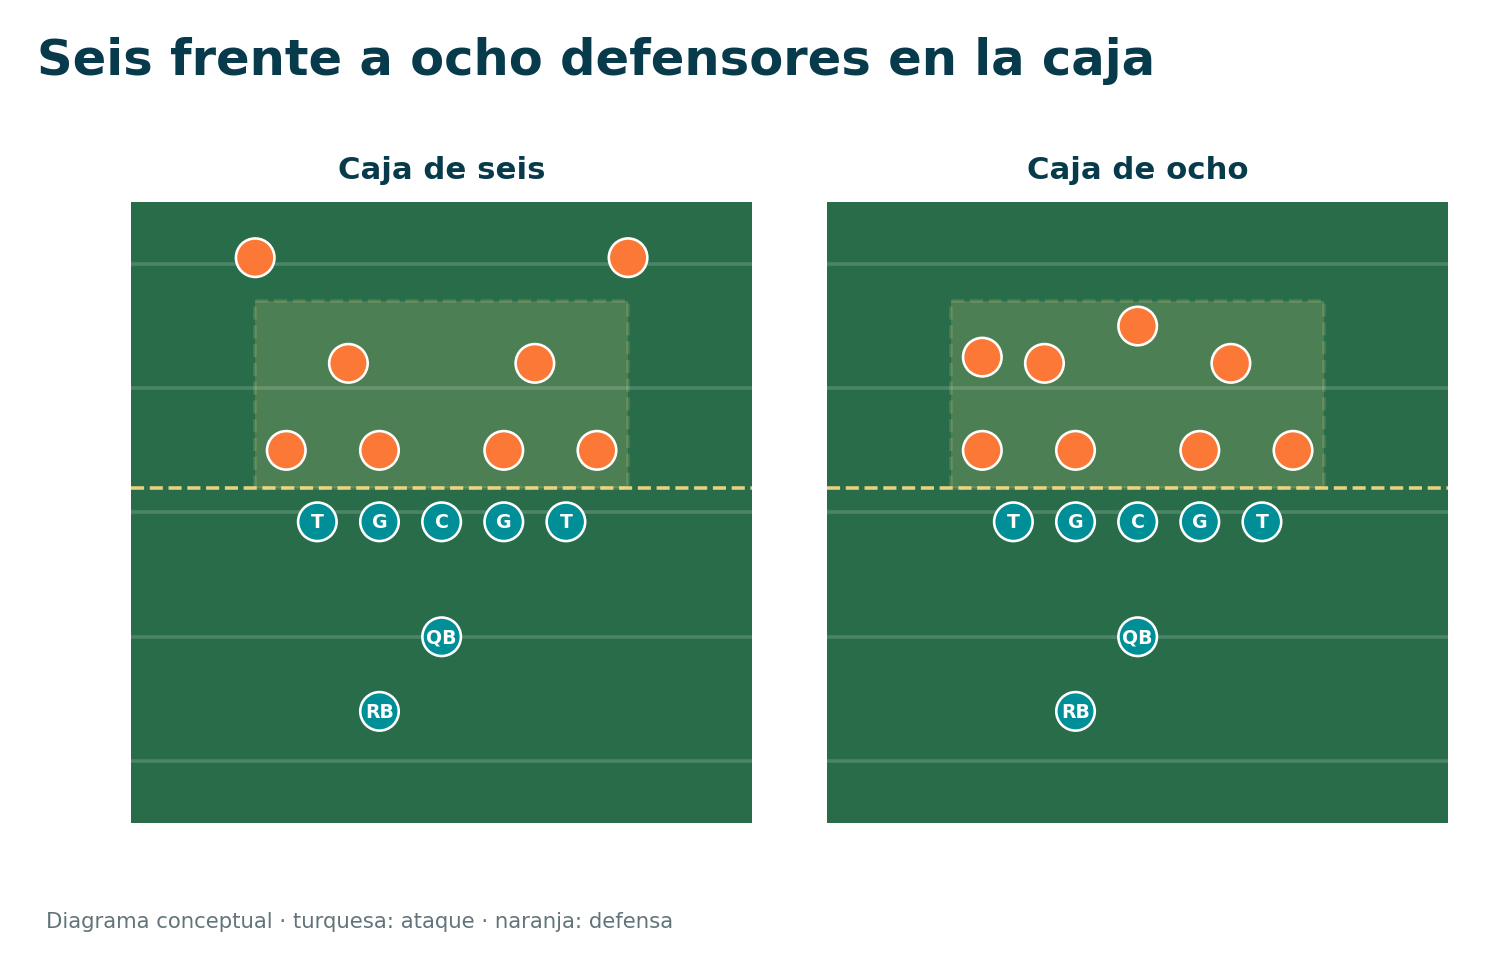 Seis frente a ocho defensores en la caja
Caja de seis
Caja de ocho
T G C G T
T G C G T
QB
QB
RB
RB
Diagrama conceptual · turquesa: ataque · naranja: defensa